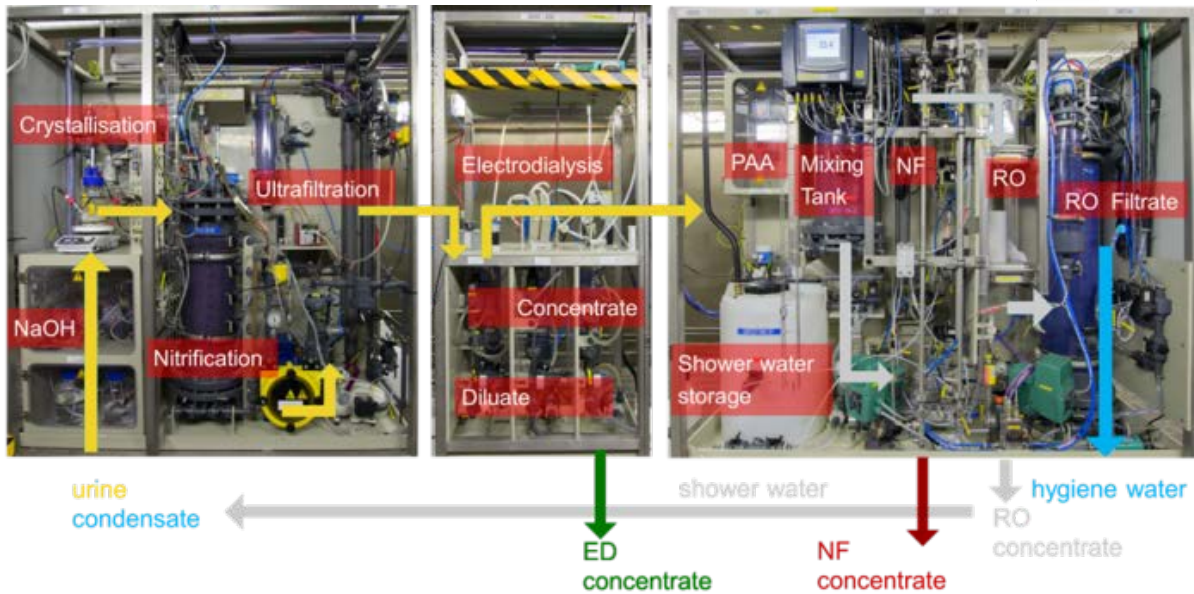 Crystallisation
Ultrafiltration
NaOH
Nitrification
Electrodialysis
Concentrate
Diluate
PAA
Mixing
Tank
NF
RO
RO Filtrate
Shower water
storage
urine
condensate
shower water
hygiene water
RO
concentrate
ED
concentrate
NF
concentrate